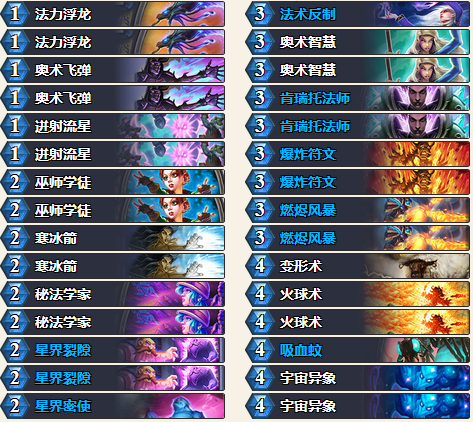 1 法力浮龙
1 法力浮龙
1 奥术飞弹
1 奥术飞弹
1 迸射流星
1 迸射流星
2 巫师学徒
2 巫师学徒
2 寒冰箭
2 寒冰箭
2 秘法学家
2 秘法学家
2 星界裂隙
2 星界裂隙
2 星界密使
3 法术反制
3 奥术智慧
3 奥术智慧
3 肯瑞托法师
3 肯瑞托法师
3 爆炸符文
3 爆炸符文
3 燃烬风暴
3 燃烬风暴
4 变形术
4 火球术
4 火球术
4 吸血蚊
4 宇宙异象
4 宇宙异象